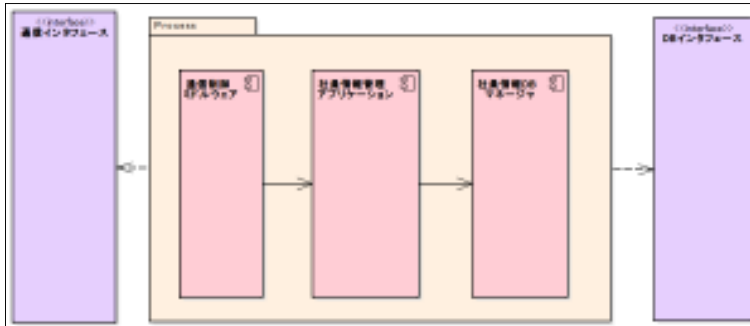 <<interface>>
通信インタフェース
Process
通信制御
ミドルウェア
社員情報管理
アプリケーション
社員情報DB
マネージャ
<<interface>>
DBインタフェース